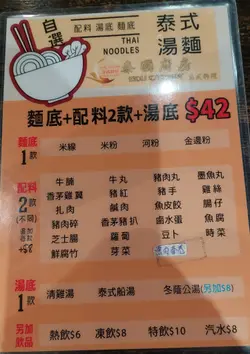 自選
配料 湯底 麵底
THAI
NOODLES
泰式
湯麵
麵底+配料2款+湯底 $42
麵底
1款
米線 米粉 河粉 金邊粉
配料
2款
(不同)
+$8
牛腩 牛丸 豬肉丸 墨魚丸
香茅雞翼 豬紅 豬手 雞絲
扎肉 鹹肉 魚皮餃 腸仔
豬肉碎 香茅豬扒 鹵水蛋 魚腐
芝士腸 蘿蔔 豆卜 時菜
鮮腐竹 芽菜
湯底
1款
清雞湯 泰式船湯 冬蔭公湯(另加$8)
另加
飲品
熱飲$6 凍飲$8 特飲$10 汽水$8